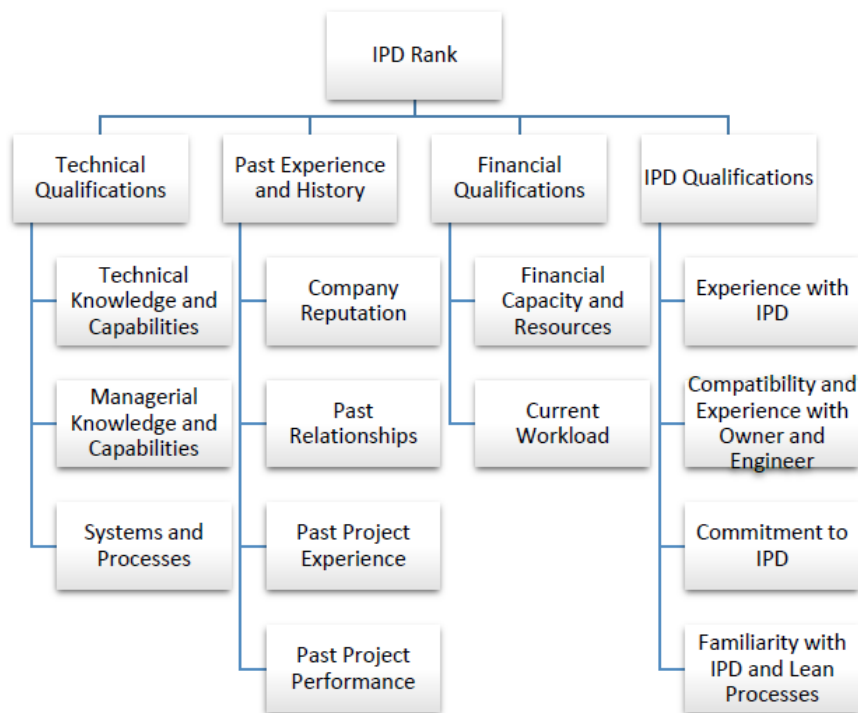 IPD Rank
Technical
Qualifications
Past Experience
and History
Financial
Qualifications
IPD Qualifications
Technical
Knowledge and
Capabilities
Managerial
Knowledge and
Capabilities
Systems and
Processes
Company
Reputation
Past
Relationships
Past Project
Experience
Past Project
Performance
Financial
Capacity and
Resources
Current
Workload
Experience with
IPD
Compatibility and
Experience with
Owner and
Engineer
Commitment to
IPD
Familiarity with
IPD and Lean
Processes